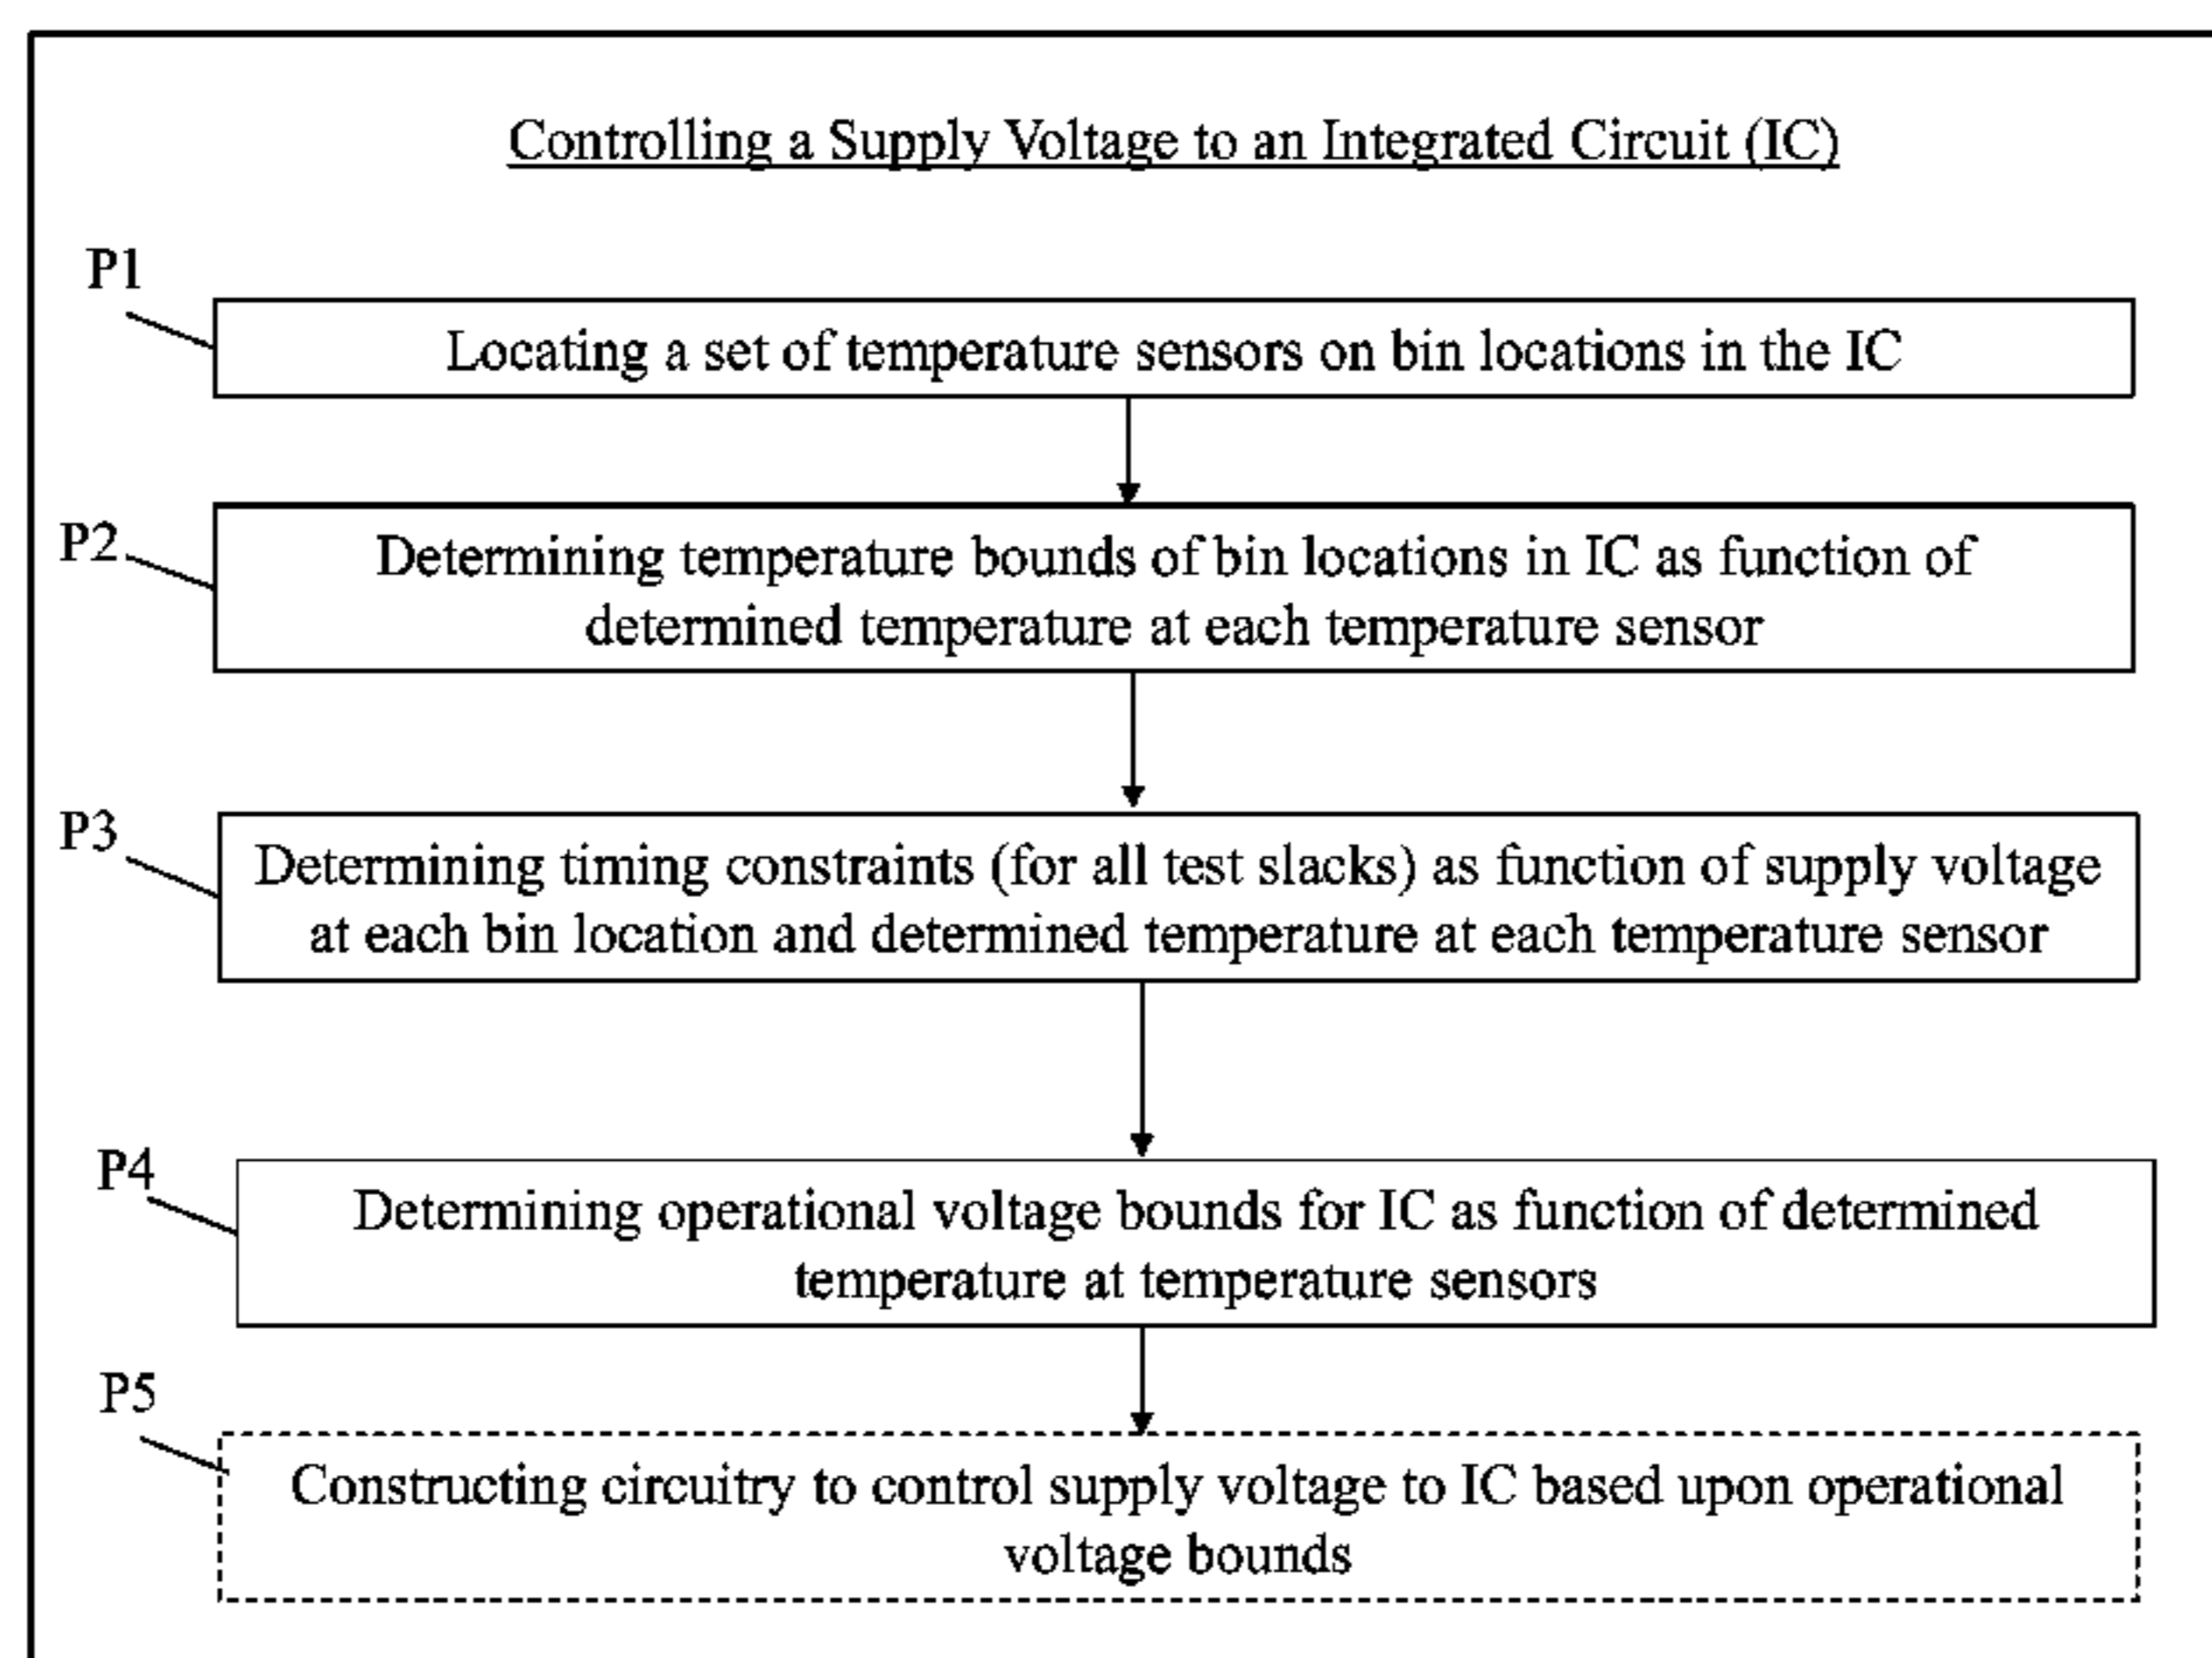 Controlling a Supply Voltage to an Integrated Circuit (IC)
P1
Locating a set of temperature sensors on bin locations in the IC
P2
Determining temperature bounds of bin locations in IC as function of
determined temperature at each temperature sensor
P3
Determining timing constraints (for all test slacks) as function of supply voltage
at each bin location and determined temperature at each temperature sensor
P4
Determining operational voltage bounds for IC as function of determined
temperature at temperature sensors
P5
Constructing circuitry to control supply voltage to IC based upon operational
voltage bounds